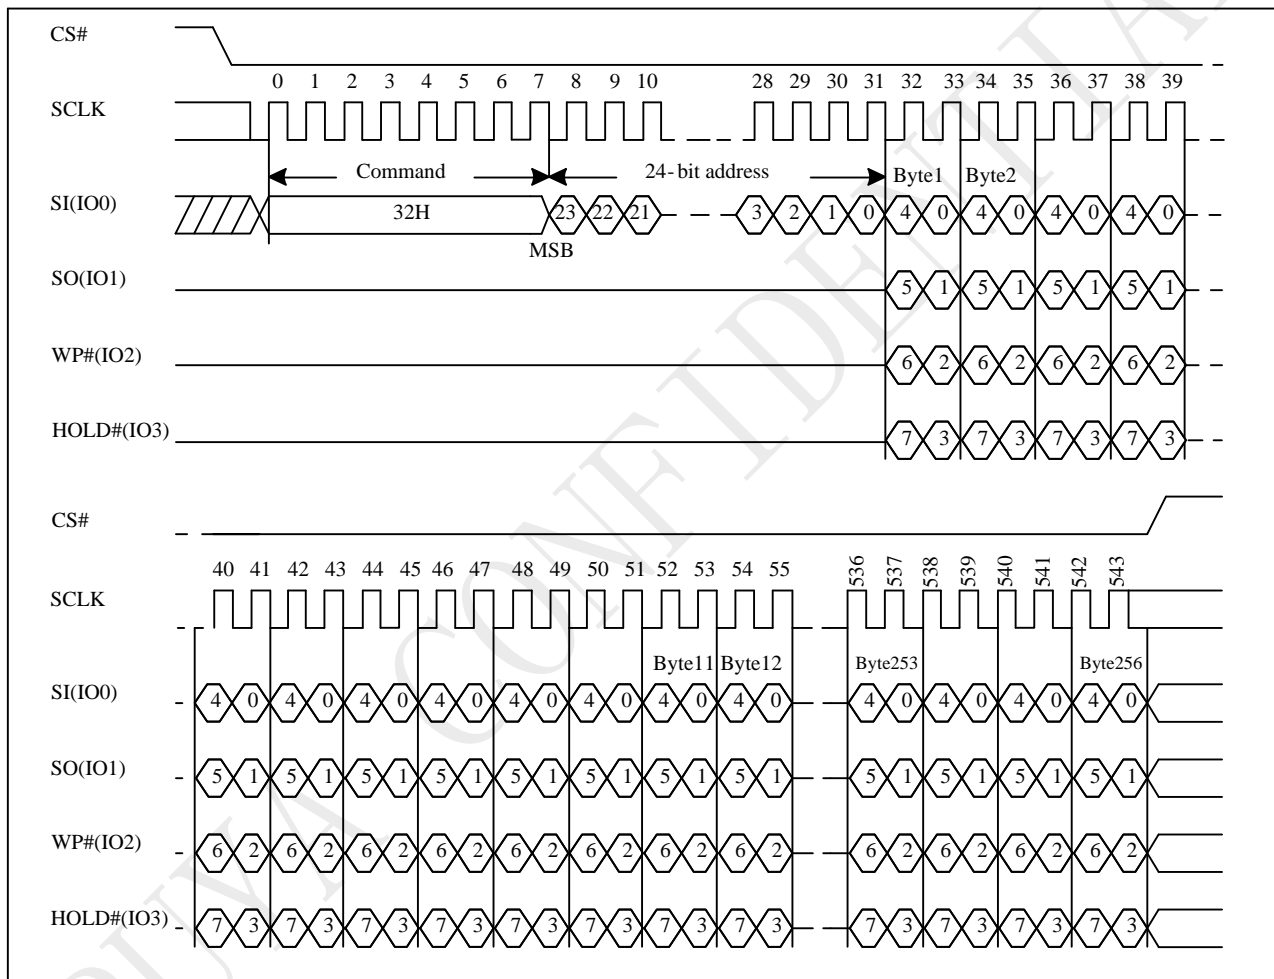 CS#
0 1 2 3 4 5 6 7 8 9 10 28 29 30 31 32 33 34 35 36 37 38 39
SCLK
Command 24-bit address Byte1 Byte2
SI(IO0) 32H 23 22 21 3 2 1 0 4 0 4 0 4 0 4 0
MSB
SO(IO1) 5 1 5 1 5 1 5 1
WP#(IO2) 6 2 6 2 6 2 6 2
HOLD#(IO3) 7 3 7 3 7 3 7 3
CS#
40 41 42 43 44 45 46 47 48 49 50 51 52 53 54 55 536 537 538 539 540 541 542 543
SCLK
Byte11 Byte12 Byte253 Byte256
SI(IO0) 4 0 4 0 4 0 4 0 4 0 4 0 4 0 4 0 4 0 4 0 4 0 4 0
SO(IO1) 5 1 5 1 5 1 5 1 5 1 5 1 5 1 5 1 5 1 5 1 5 1 5 1
WP#(IO2) 6 2 6 2 6 2 6 2 6 2 6 2 6 2 6 2 6 2 6 2 6 2 6 2
HOLD#(IO3) 7 3 7 3 7 3 7 3 7 3 7 3 7 3 7 3 7 3 7 3 7 3 7 3